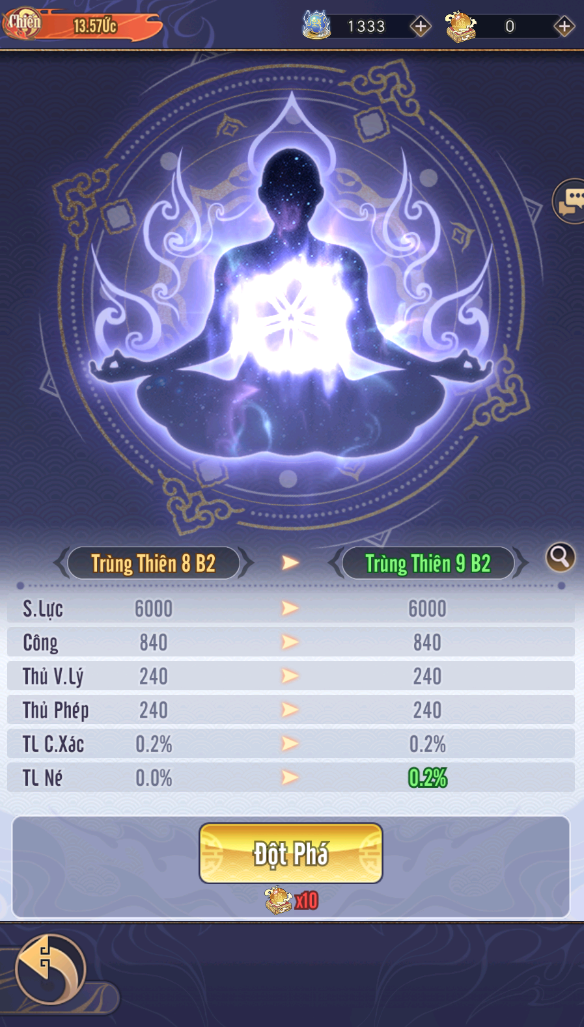 Chiến 13.57Ức 1333 0
Trùng Thiên 8 B2 Trùng Thiên 9 B2
S.Lực 6000 6000
Công 840 840
Thủ V.Lý 240 240
Thủ Phép 240 240
TL C.Xác 0.2% 0.2%
TL Né 0.0% 0.2%
Đột Phá
x10